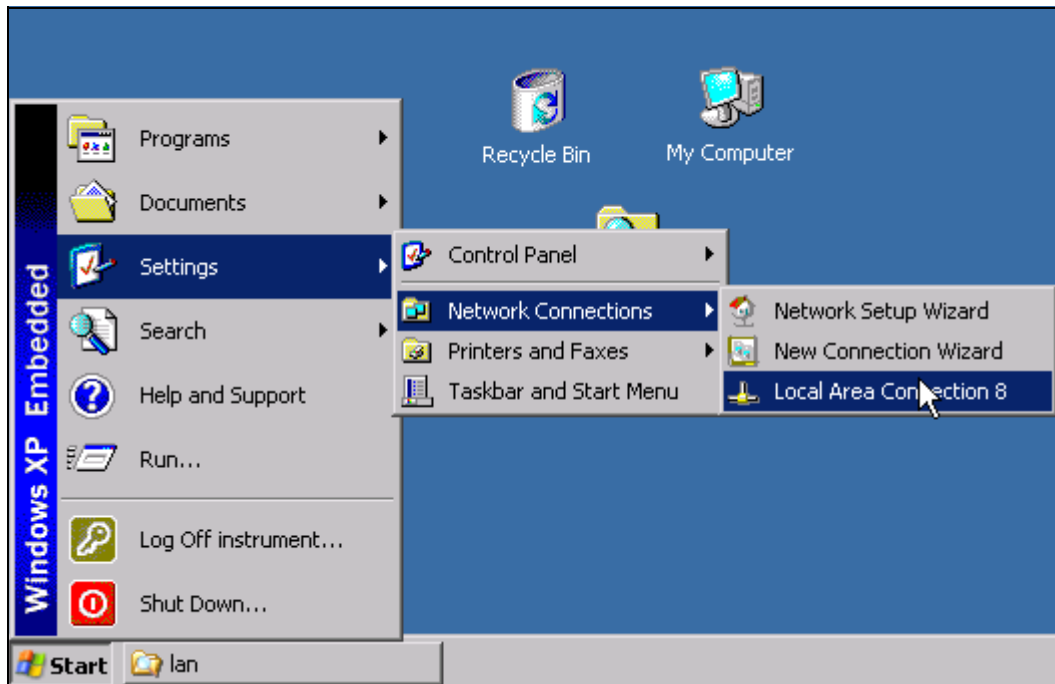 Recycle Bin
My Computer
Programs
Documents
Settings
Search
Help and Support
Run...
Log Off instrument...
Shut Down...
Windows XP Embedded
Control Panel
Network Connections
Printers and Faxes
Taskbar and Start Menu
Network Setup Wizard
New Connection Wizard
Local Area Connection 8
Start
lan